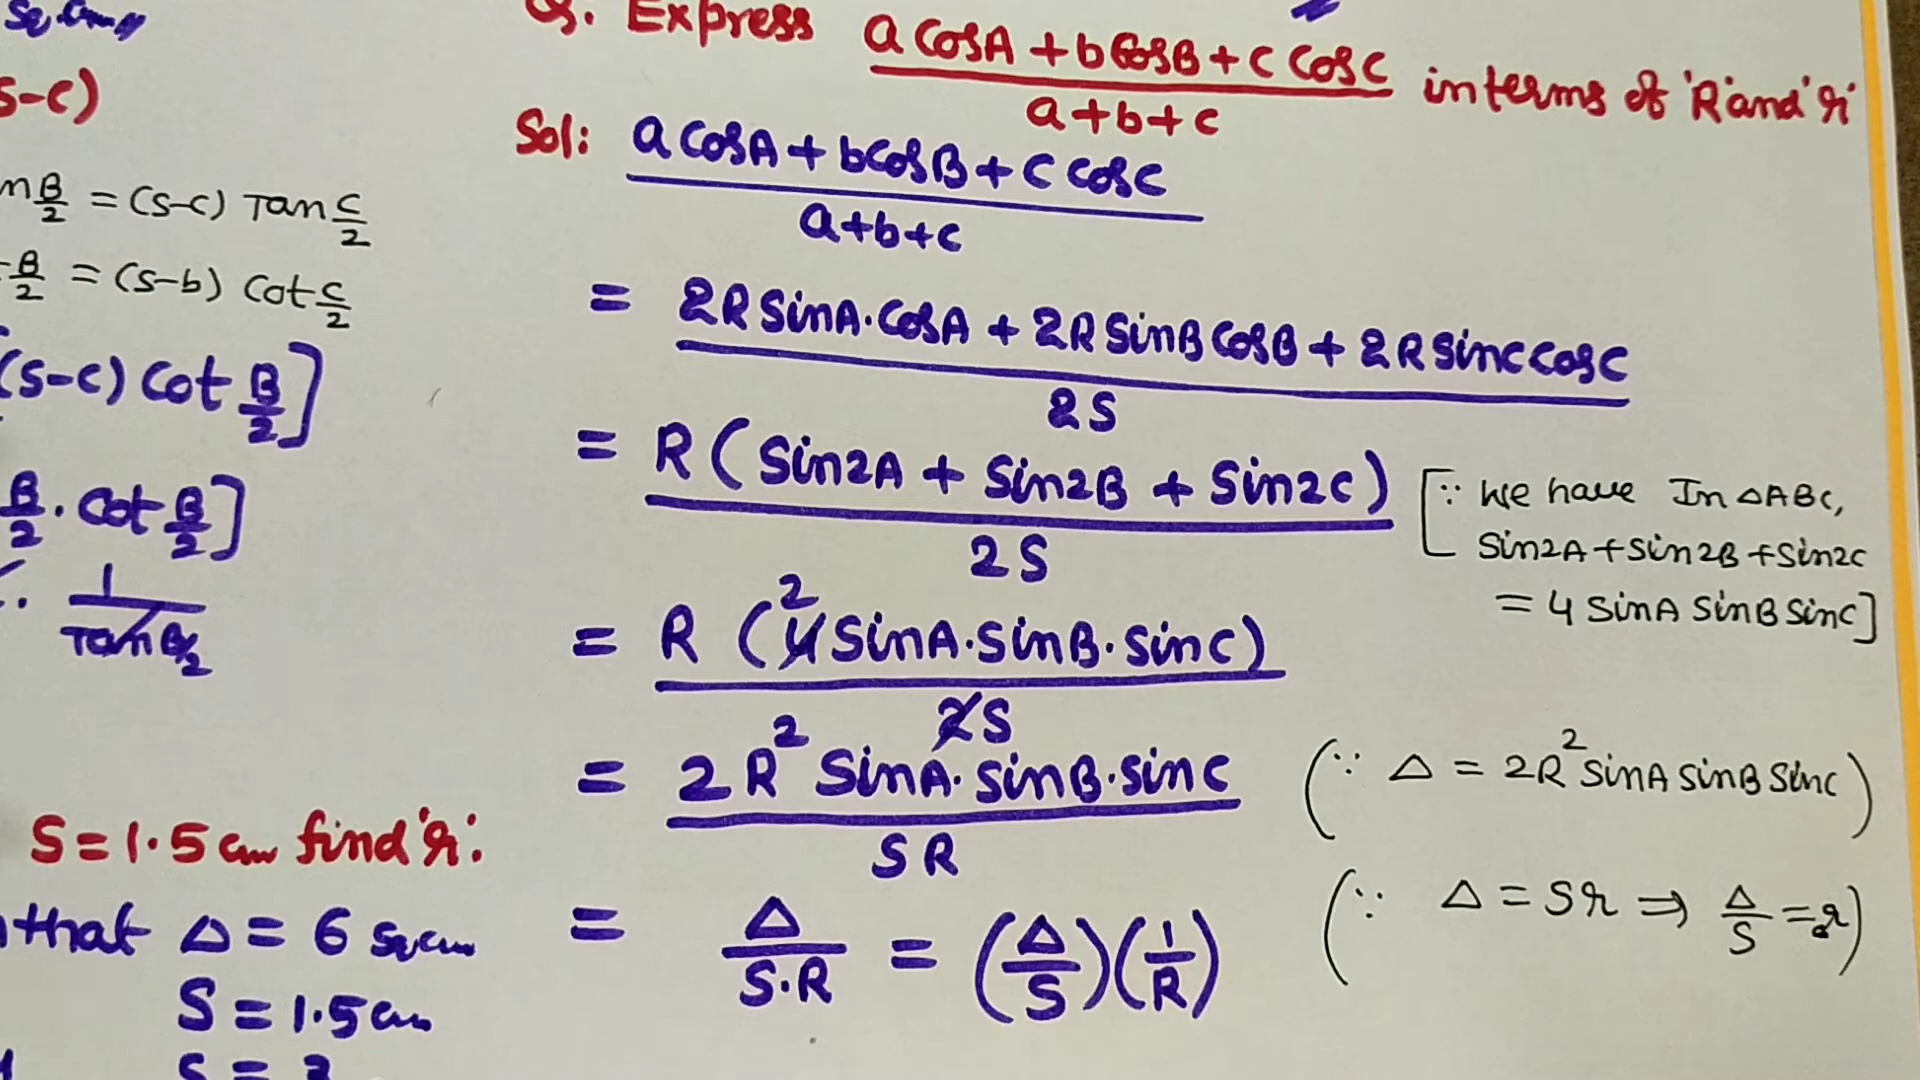 S-C)
B/2 = (S-C) Tan C/2
B/2 = (S-b) Cot C/2
(S-C) Cot B/2]
B/2 . Cot B/2]
1/Tan B/2
S = 1.5 cm find 'r'.
that Δ = 6 sq cm
S = 1.5 cm
Q. Express (a CosA + b CosB + C CosC)/(a+b+c) in terms of 'R' and 'r'
Sol: (a CosA + b CosB + C CosC)/(a+b+c)
= (2R SinA . CosA + 2R SinB CosB + 2R SinC CosC)/2S
= R (Sin2A + Sin2B + Sin2C)/2S [∵ We have In ΔABC,
Sin2A + Sin2B + Sin2C
= 4 SinA SinB SinC]
= R (4 2 SinA . SinB . SinC)/2S
= 2R² SinA . SinB . SinC/SR (∵ Δ = 2R² SinA SinB SinC)
= Δ/S.R = (Δ/S)(1/R) (∵ Δ = Sr ⇒ Δ/S = r)